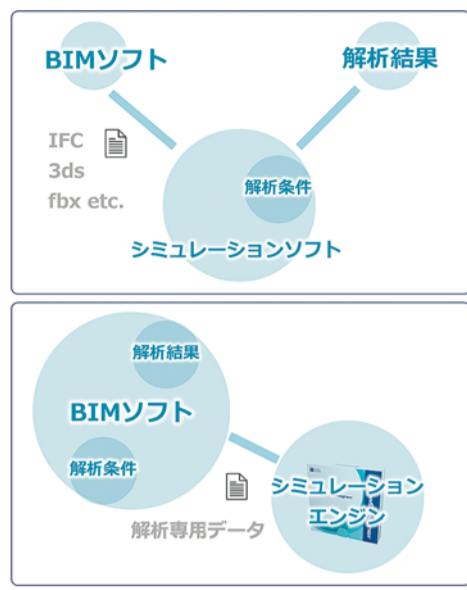 BIMソフト
解析結果
IFC
3ds
fbx etc.
解析条件
シミュレーションソフト
解析結果
BIMソフト
解析条件
シミュレーション
エンジン
解析専用データ